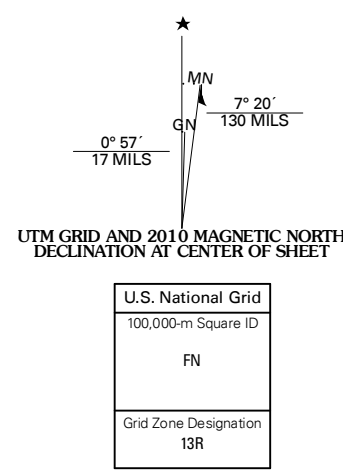 MN
7° 20´
130 MILS
GN
0° 57´
17 MILS
UTM GRID AND 2010 MAGNETIC NORTH
DECLINATION AT CENTER OF SHEET
U.S. National Grid
100,000-m Square ID
FN
Grid Zone Designation
13R